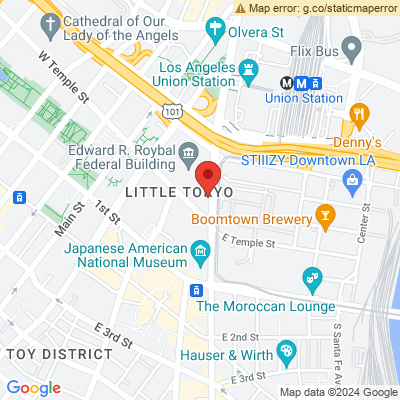 Map error: g.co/staticmaperror
Cathedral of Our
Lady of the Angels
Olvera St
Flix Bus
W Temple St
Los Angeles
Union Station
M M
Union Station
101
Denny's
Edward R. Roybal
Federal Building
STIIIZY Downtown LA
LITTLE TOKYO
Main St
1st St
Boomtown Brewery
Center St
E Temple St
Japanese American
National Museum
The Moroccan Lounge
E 3rd St
E 2nd St
S Santa Fe Ave
TOY DISTRICT
Hauser & Wirth
E 3rd St
Google
Map data ©2024 Google